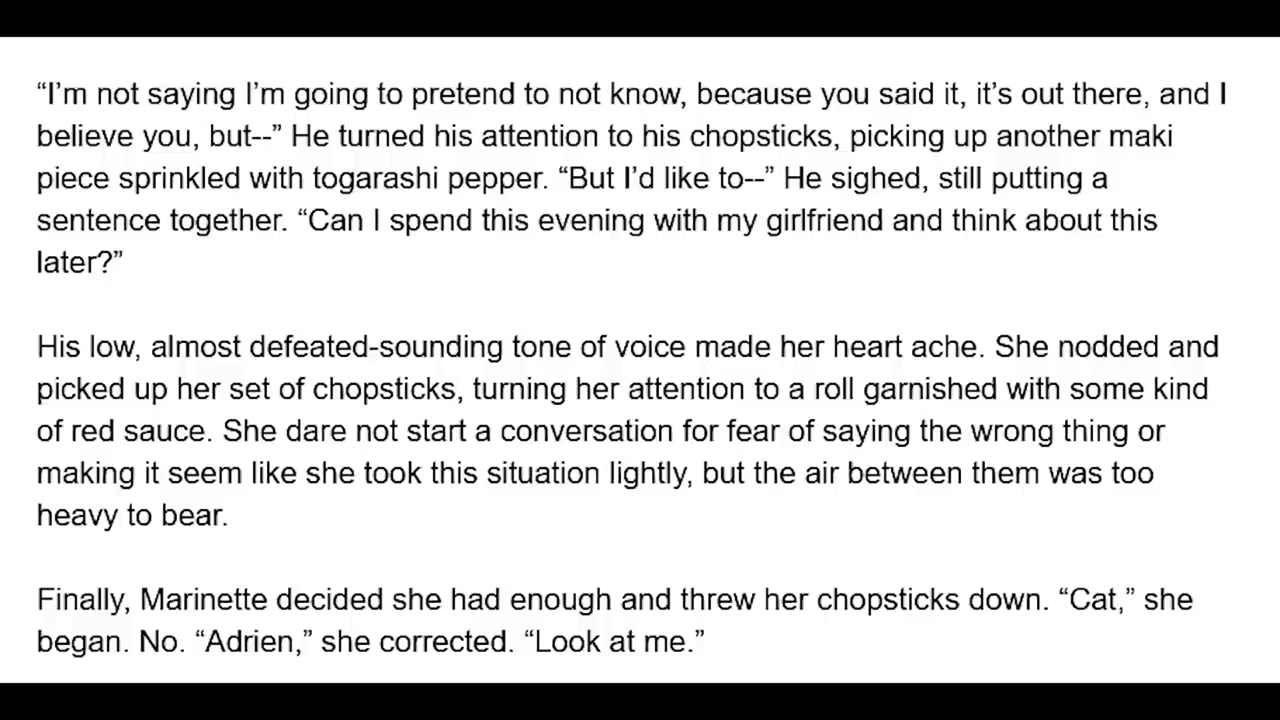 “I’m not saying I’m going to pretend to not know, because you said it, it’s out there, and I
believe you, but--” He turned his attention to his chopsticks, picking up another maki
piece sprinkled with togarashi pepper. “But I’d like to--” He sighed, still putting a
sentence together. “Can I spend this evening with my girlfriend and think about this
later?”
His low, almost defeated-sounding tone of voice made her heart ache. She nodded and
picked up her set of chopsticks, turning her attention to a roll garnished with some kind
of red sauce. She dare not start a conversation for fear of saying the wrong thing or
making it seem like she took this situation lightly, but the air between them was too
heavy to bear.
Finally, Marinette decided she had enough and threw her chopsticks down. “Cat,” she
began. No. “Adrien,” she corrected. “Look at me.”